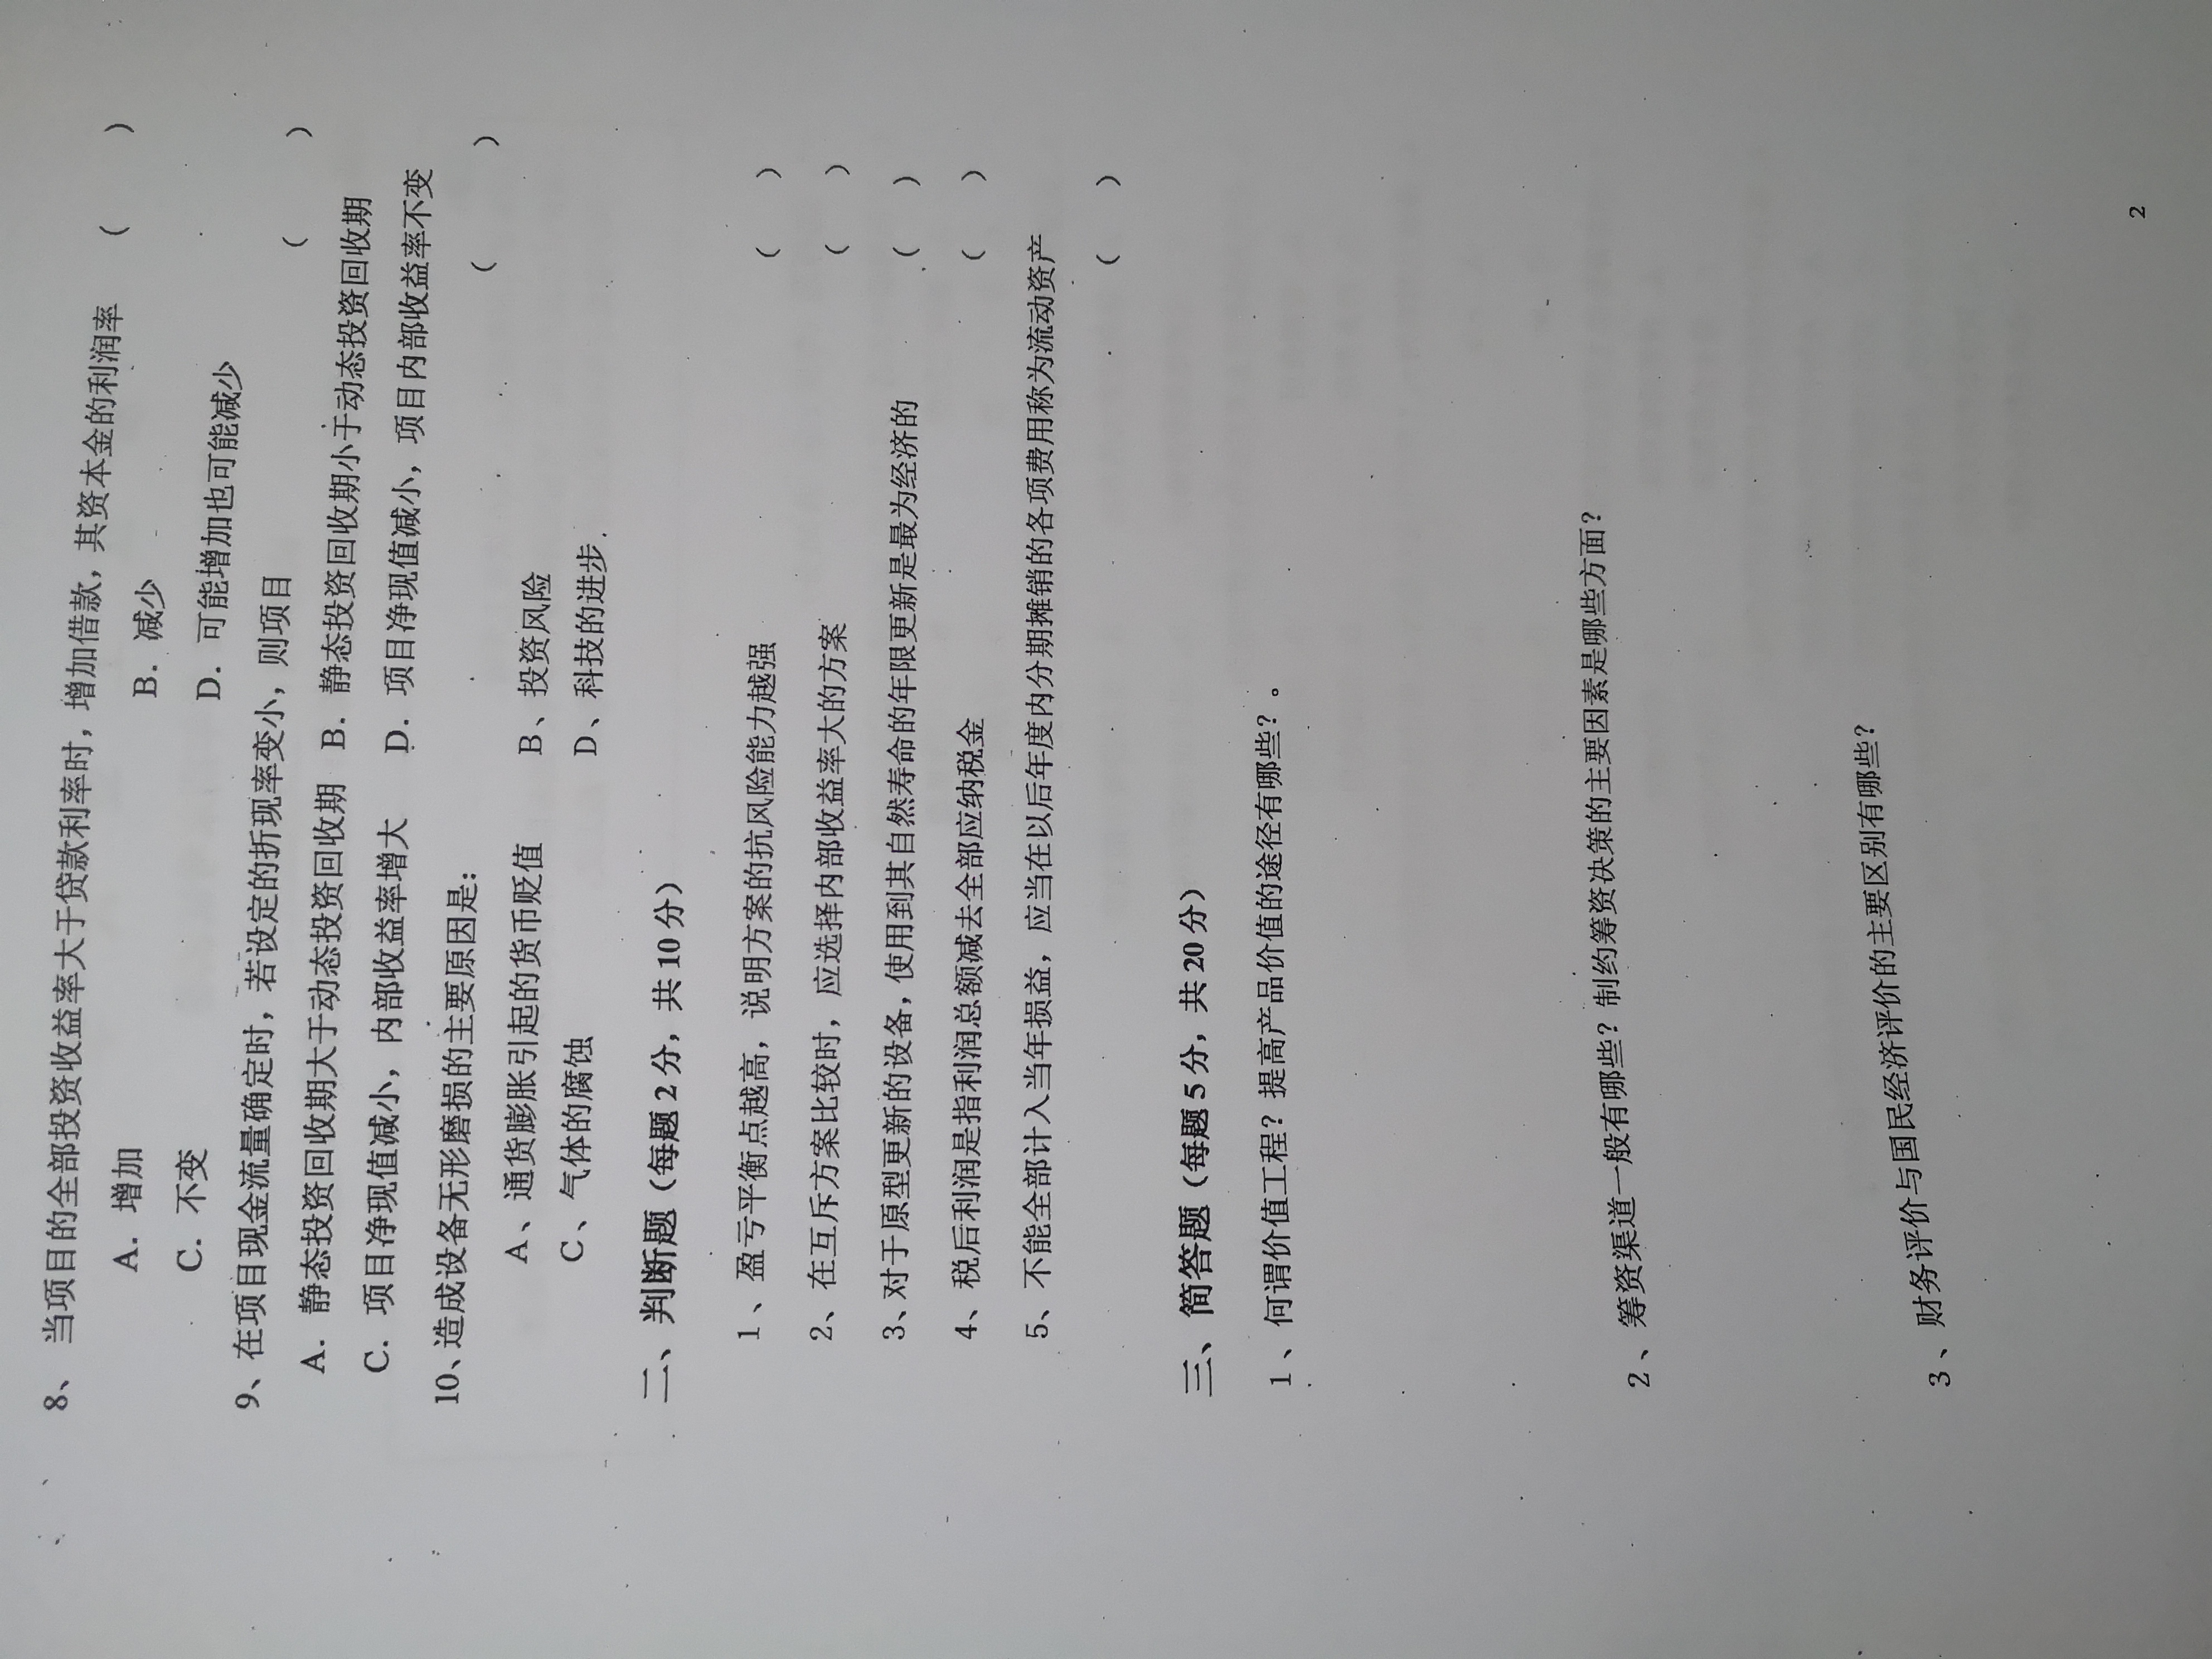 8、 当项目的全部投资收益率大于贷款利率时，增加借款，其资本金的利润率 （ ）
A．增加 B．减少
C．不变 D．可能增加也可能减少
9、在项目现金流量确定时，若设定的折现率变小，则项目 （ ）
A．静态投资回收期大于动态投资回收期 B．静态投资回收期小于动态投资回收期
C．项目净现值减小，内部收益率增大 D．项目净现值减小，项目内部收益率不变
10、造成设备无形磨损的主要原因是： （ ）
A、通货膨胀引起的货币贬值 B、投资风险
C、气体的腐蚀 D、科技的进步
二、判断题（每题 2 分，共 10 分）
1、盈亏平衡点越高，说明方案的抗风险能力越强 （ ）
2、在互斥方案比较时，应选择内部收益率大的方案 （ ）
3、对于原型更新的设备，使用到其自然寿命的年限更新是最为经济的 （ ）
4、税后利润是指利润总额减去全部应纳税金 （ ）
5、不能全部计入当年损益，应当在以后年度内分期摊销的各项费用称为流动资产
（ ）
三、简答题（每题 5 分，共 20 分）
1、何谓价值工程？提高产品价值的途径有哪些？。
2、筹资渠道一般有哪些？制约筹资决策的主要因素是哪些方面？
3、财务评价与国民经济评价的主要区别有哪些？
2